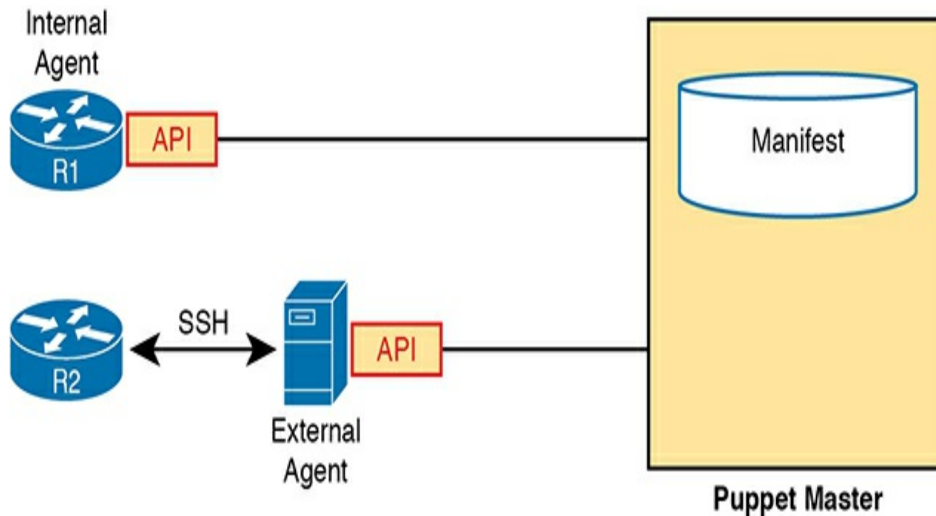 Internal
Agent
API
R1
Manifest
SSH
API
R2
External
Agent
Puppet Master